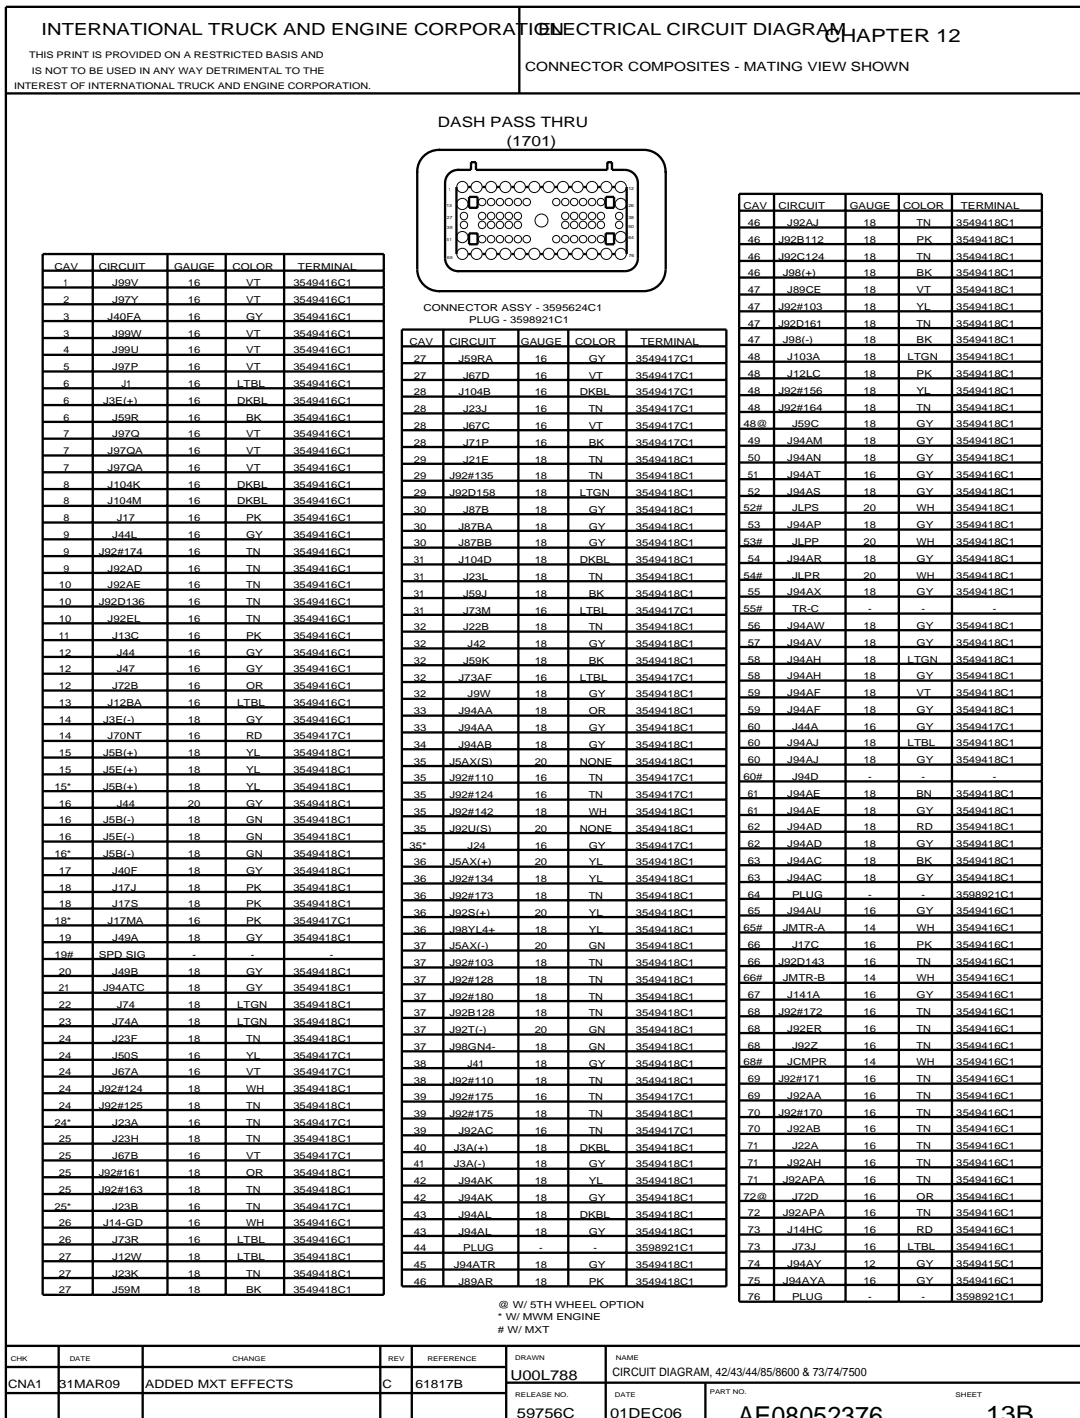 INTERNATIONAL TRUCK AND ENGINE CORPORATION
THIS PRINT IS PROVIDED ON A RESTRICTED BASIS AND
IS NOT TO BE USED IN ANY WAY DETRIMENTAL TO THE
INTEREST OF INTERNATIONAL TRUCK AND ENGINE CORPORATION.
ELECTRICAL CIRCUIT DIAGRAM
CHAPTER 12
CONNECTOR COMPOSITES - MATING VIEW SHOWN
DASH PASS THRU
(1701)
CONNECTOR ASSY - 3595624C1
PLUG - 3598921C1
CAV CIRCUIT GAUGE COLOR TERMINAL
1 J99V 16 VT 3549416C1
2 J97Y 16 VT 3549416C1
3 J40FA 16 GY 3549416C1
3 J99W 16 VT 3549416C1
4 J99U 16 VT 3549416C1
5 J97P 16 VT 3549416C1
6 J1 16 LTBL 3549416C1
6 J3E(+) 16 DKBL 3549416C1
6 J59R 16 BK 3549416C1
7 J97Q 16 VT 3549416C1
7 J97QA 16 VT 3549416C1
7 J97QA 16 VT 3549416C1
8 J104K 16 DKBL 3549416C1
8 J104M 16 DKBL 3549416C1
8 J17 16 PK 3549416C1
9 J44L 16 GY 3549416C1
9 J92#174 16 TN 3549416C1
9 J92AD 16 TN 3549416C1
10 J92AE 16 TN 3549416C1
10 J92D136 16 TN 3549416C1
10 J92EL 16 TN 3549416C1
11 J13C 16 PK 3549416C1
12 J44 16 GY 3549416C1
12 J47 16 GY 3549416C1
12 J72B 16 OR 3549416C1
13 J12BA 16 LTBL 3549416C1
14 J3E(-) 18 GY 3549416C1
14 J70NT 16 RD 3549417C1
15 J5B(+) 18 YL 3549418C1
15 J5E(+) 18 YL 3549418C1
15* J5B(+) 18 YL 3549418C1
16 J44 20 GY 3549418C1
16 J5B(-) 18 GN 3549418C1
16 J5E(-) 18 GN 3549418C1
16* J5B(-) 18 GN 3549418C1
17 J40F 18 GY 3549418C1
18 J17J 18 PK 3549418C1
18 J17S 18 PK 3549418C1
18* J17MA 16 PK 3549417C1
19 J49A 18 GY 3549418C1
19# SPD SIG - - -
20 J49B 18 GY 3549418C1
21 J94ATC 18 GY 3549418C1
22 J74 18 LTGN 3549418C1
23 J74A 18 LTGN 3549418C1
24 J23F 18 TN 3549418C1
24 J50S 16 YL 3549417C1
24 J67A 16 VT 3549417C1
24 J92#124 18 WH 3549418C1
24 J92#125 18 TN 3549418C1
24* J23A 16 TN 3549417C1
25 J23H 18 TN 3549418C1
25 J67B 16 VT 3549417C1
25 J92#161 18 OR 3549418C1
25 J92#163 18 TN 3549418C1
25* J23B 16 TN 3549417C1
26 J14-GD 16 WH 3549416C1
26 J73R 16 LTBL 3549416C1
27 J12W 18 LTBL 3549418C1
27 J23K 18 TN 3549418C1
27 J59M 18 BK 3549418C1
CAV CIRCUIT GAUGE COLOR TERMINAL
27 J59RA 16 GY 3549417C1
27 J67D 16 VT 3549417C1
28 J104B 16 DKBL 3549417C1
28 J23J 16 TN 3549417C1
28 J67C 16 VT 3549417C1
28 J71P 16 BK 3549417C1
29 J21E 18 TN 3549418C1
29 J92#135 18 TN 3549418C1
29 J92D158 18 LTGN 3549418C1
30 J87B 18 GY 3549418C1
30 J87BA 18 GY 3549418C1
30 J87BB 18 GY 3549418C1
31 J104D 18 DKBL 3549418C1
31 J23L 18 TN 3549418C1
31 J59J 18 BK 3549418C1
31 J73M 16 LTBL 3549417C1
32 J22B 18 TN 3549418C1
32 J42 18 GY 3549418C1
32 J59K 18 BK 3549418C1
32 J73AF 16 LTBL 3549417C1
32 J9W 18 GY 3549418C1
33 J94AA 18 OR 3549418C1
33 J94AA 18 GY 3549418C1
34 J94AB 18 GY 3549418C1
35 J5AX(S) 20 NONE 3549418C1
35 J92#110 16 TN 3549417C1
35 J92#124 16 TN 3549417C1
35 J92#142 18 WH 3549418C1
35 J92U(S) 20 NONE 3549418C1
35* J24 16 GY 3549417C1
36 J5AX(+) 20 YL 3549418C1
36 J92#134 18 YL 3549418C1
36 J92#173 18 TN 3549418C1
36 J92S(+) 20 YL 3549418C1
36 J98YL4+ 18 YL 3549418C1
37 J5AX(-) 20 GN 3549418C1
37 J92#103 18 TN 3549418C1
37 J92#128 18 TN 3549418C1
37 J92#180 18 TN 3549418C1
37 J92B128 18 TN 3549418C1
37 J92T(-) 20 GN 3549418C1
37 J98GN4- 18 GN 3549418C1
38 J41 18 GY 3549418C1
38 J92#110 18 TN 3549418C1
39 J92#175 16 TN 3549417C1
39 J92#175 18 TN 3549418C1
39 J92AC 16 TN 3549417C1
40 J3A(+) 18 DKBL 3549418C1
41 J3A(-) 18 GY 3549418C1
42 J94AK 18 YL 3549418C1
42 J94AK 18 GY 3549418C1
43 J94AL 18 DKBL 3549418C1
43 J94AL 18 GY 3549418C1
44 PLUG - - 3598921C1
45 J94ATR 18 GY 3549418C1
46 J89AR 18 PK 3549418C1
CAV CIRCUIT GAUGE COLOR TERMINAL
46 J92AJ 18 TN 3549418C1
46 J92B112 18 PK 3549418C1
46 J92C124 18 TN 3549418C1
46 J98(+) 18 BK 3549418C1
47 J89CE 18 VT 3549418C1
47 J92#103 18 YL 3549418C1
47 J92D161 18 TN 3549418C1
47 J98(-) 18 BK 3549418C1
48 J103A 18 LTGN 3549418C1
48 J12LC 18 PK 3549418C1
48 J92#156 18 YL 3549418C1
48 J92#164 18 TN 3549418C1
48@ J59C 18 GY 3549418C1
49 J94AM 18 GY 3549418C1
50 J94AN 18 GY 3549418C1
51 J94AT 16 GY 3549416C1
52 J94AS 18 GY 3549418C1
52# JLPS 20 WH 3549418C1
53 J94AP 18 GY 3549418C1
53# JLPP 20 WH 3549418C1
54 J94AR 18 GY 3549418C1
54# JLPR 20 WH 3549418C1
55 J94AX 18 GY 3549418C1
55# TR-C - - -
56 J94AW 18 GY 3549418C1
57 J94AV 18 GY 3549418C1
58 J94AH 18 LTGN 3549418C1
58 J94AH 18 GY 3549418C1
59 J94AF 18 VT 3549418C1
59 J94AF 18 GY 3549418C1
60 J44A 16 GY 3549417C1
60 J94AJ 18 LTBL 3549418C1
60 J94AJ 18 GY 3549418C1
60# J94D - - -
61 J94AE 18 BN 3549418C1
61 J94AE 18 GY 3549418C1
62 J94AD 18 RD 3549418C1
62 J94AD 18 GY 3549418C1
63 J94AC 18 BK 3549418C1
63 J94AC 18 GY 3549418C1
64 PLUG - - 3598921C1
65 J94AU 16 GY 3549416C1
65# JMTR-A 14 WH 3549416C1
66 J17C 16 PK 3549416C1
66 J92D143 16 TN 3549416C1
66# JMTR-B 14 WH 3549416C1
67 J141A 16 GY 3549416C1
68 J92#172 16 TN 3549416C1
68 J92ER 16 TN 3549416C1
68 J92Z 16 TN 3549416C1
68# JCMPR 14 WH 3549416C1
69 J92#171 16 TN 3549416C1
69 J92AA 16 TN 3549416C1
70 J92#170 16 TN 3549416C1
70 J92AB 16 TN 3549416C1
71 J22A 16 TN 3549416C1
71 J92AH 16 TN 3549416C1
71 J92APA 16 TN 3549416C1
72@ J72D 16 OR 3549416C1
72 J92APA 16 TN 3549416C1
73 J14HC 16 RD 3549416C1
73 J73J 16 LTBL 3549416C1
74 J94AY 12 GY 3549415C1
75 J94AYA 16 GY 3549416C1
76 PLUG - - 3598921C1
@ W/ 5TH WHEEL OPTION
* W/ MWM ENGINE
# W/ MXT
CHK DATE CHANGE REV REFERENCE
CNA1 31MAR09 ADDED MXT EFFECTS C 61817B
DRAWN
U00L788
NAME
CIRCUIT DIAGRAM, 42/43/44/85/8600 & 73/74/7500
RELEASE NO. DATE PART NO. SHEET
59756C 01DEC06 AE08052376 13B